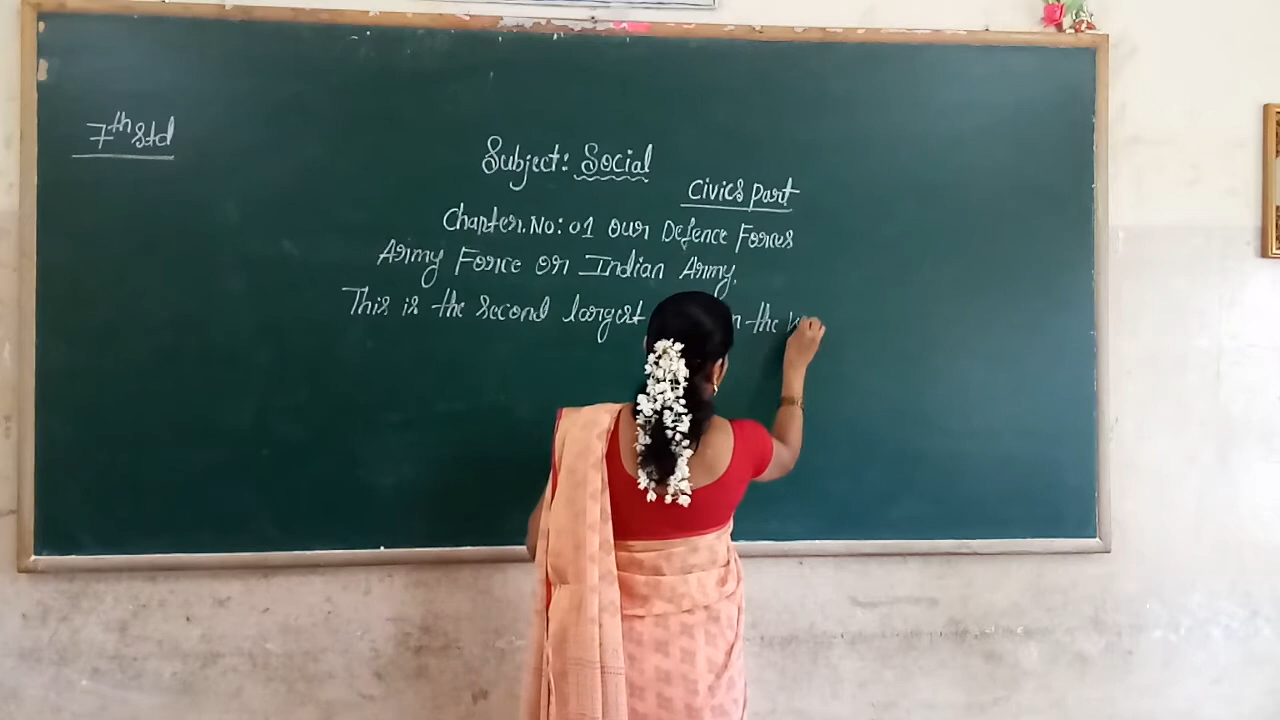 7th Std
Subject: Social
Civics Part
Chapter.No: 01 Our Defence Forces
Army Force or Indian Army.
This is the second largest the